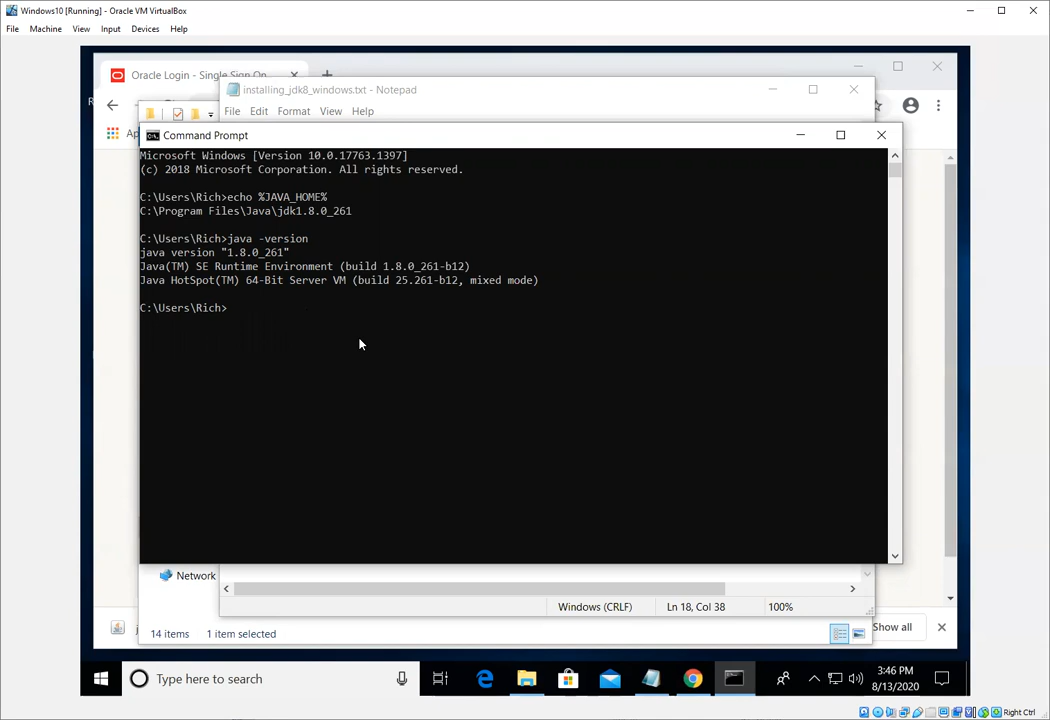 Windows10 [Running] - Oracle VM VirtualBox
File Machine View Input Devices Help
Oracle Login - Single Sign On
installing_jdk8_windows.txt - Notepad
File Edit Format View Help
Command Prompt
Microsoft Windows [Version 10.0.17763.1397]
(c) 2018 Microsoft Corporation. All rights reserved.
C:\Users\Rich>echo %JAVA_HOME%
C:\Program Files\Java\jdk1.8.0_261
C:\Users\Rich>java -version
java version "1.8.0_261"
Java(TM) SE Runtime Environment (build 1.8.0_261-b12)
Java HotSpot(TM) 64-Bit Server VM (build 25.261-b12, mixed mode)
C:\Users\Rich>
Network
Windows (CRLF) Ln 18, Col 38 100%
14 items 1 item selected
Show all
Type here to search
3:46 PM
8/13/2020
Right Ctrl